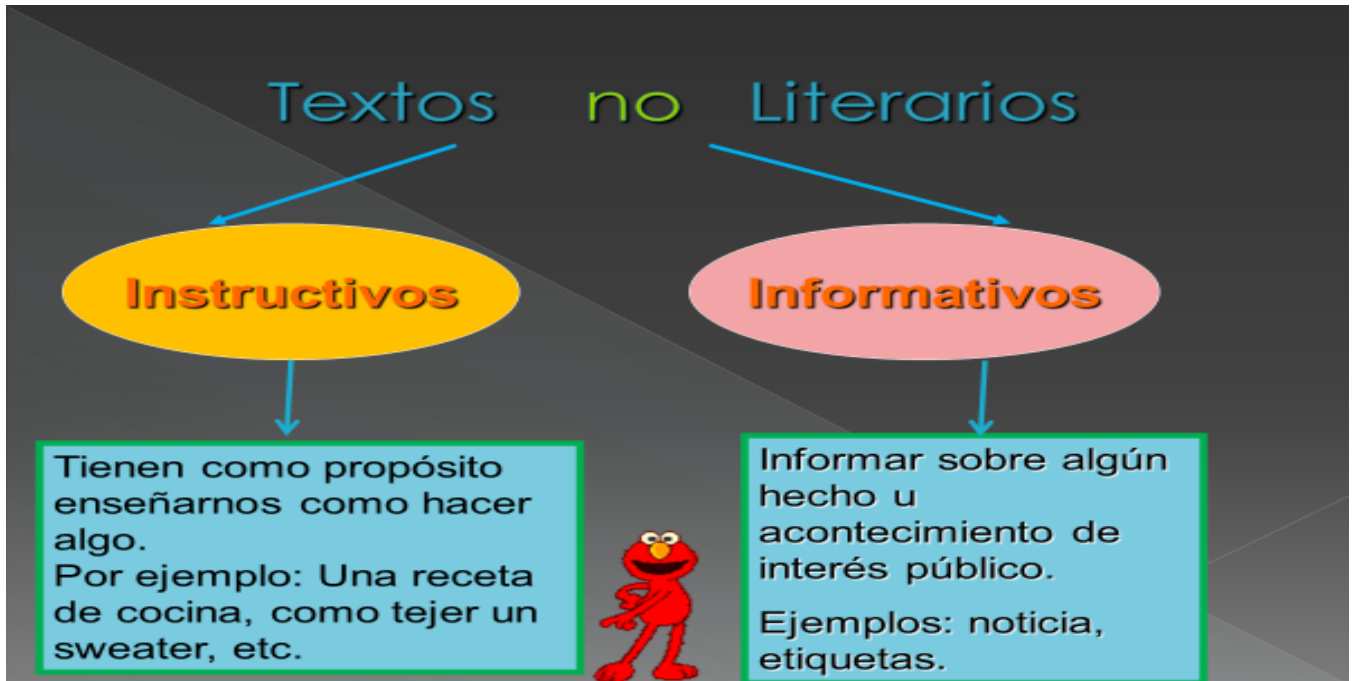 Textos no Literarios
Instructivos
Informativos
Tienen como propósito
enseñarnos como hacer
algo.
Por ejemplo: Una receta
de cocina, como tejer un
sweater, etc.
Informar sobre algún
hecho u
acontecimiento de
interés público.
Ejemplos: noticia,
etiquetas.